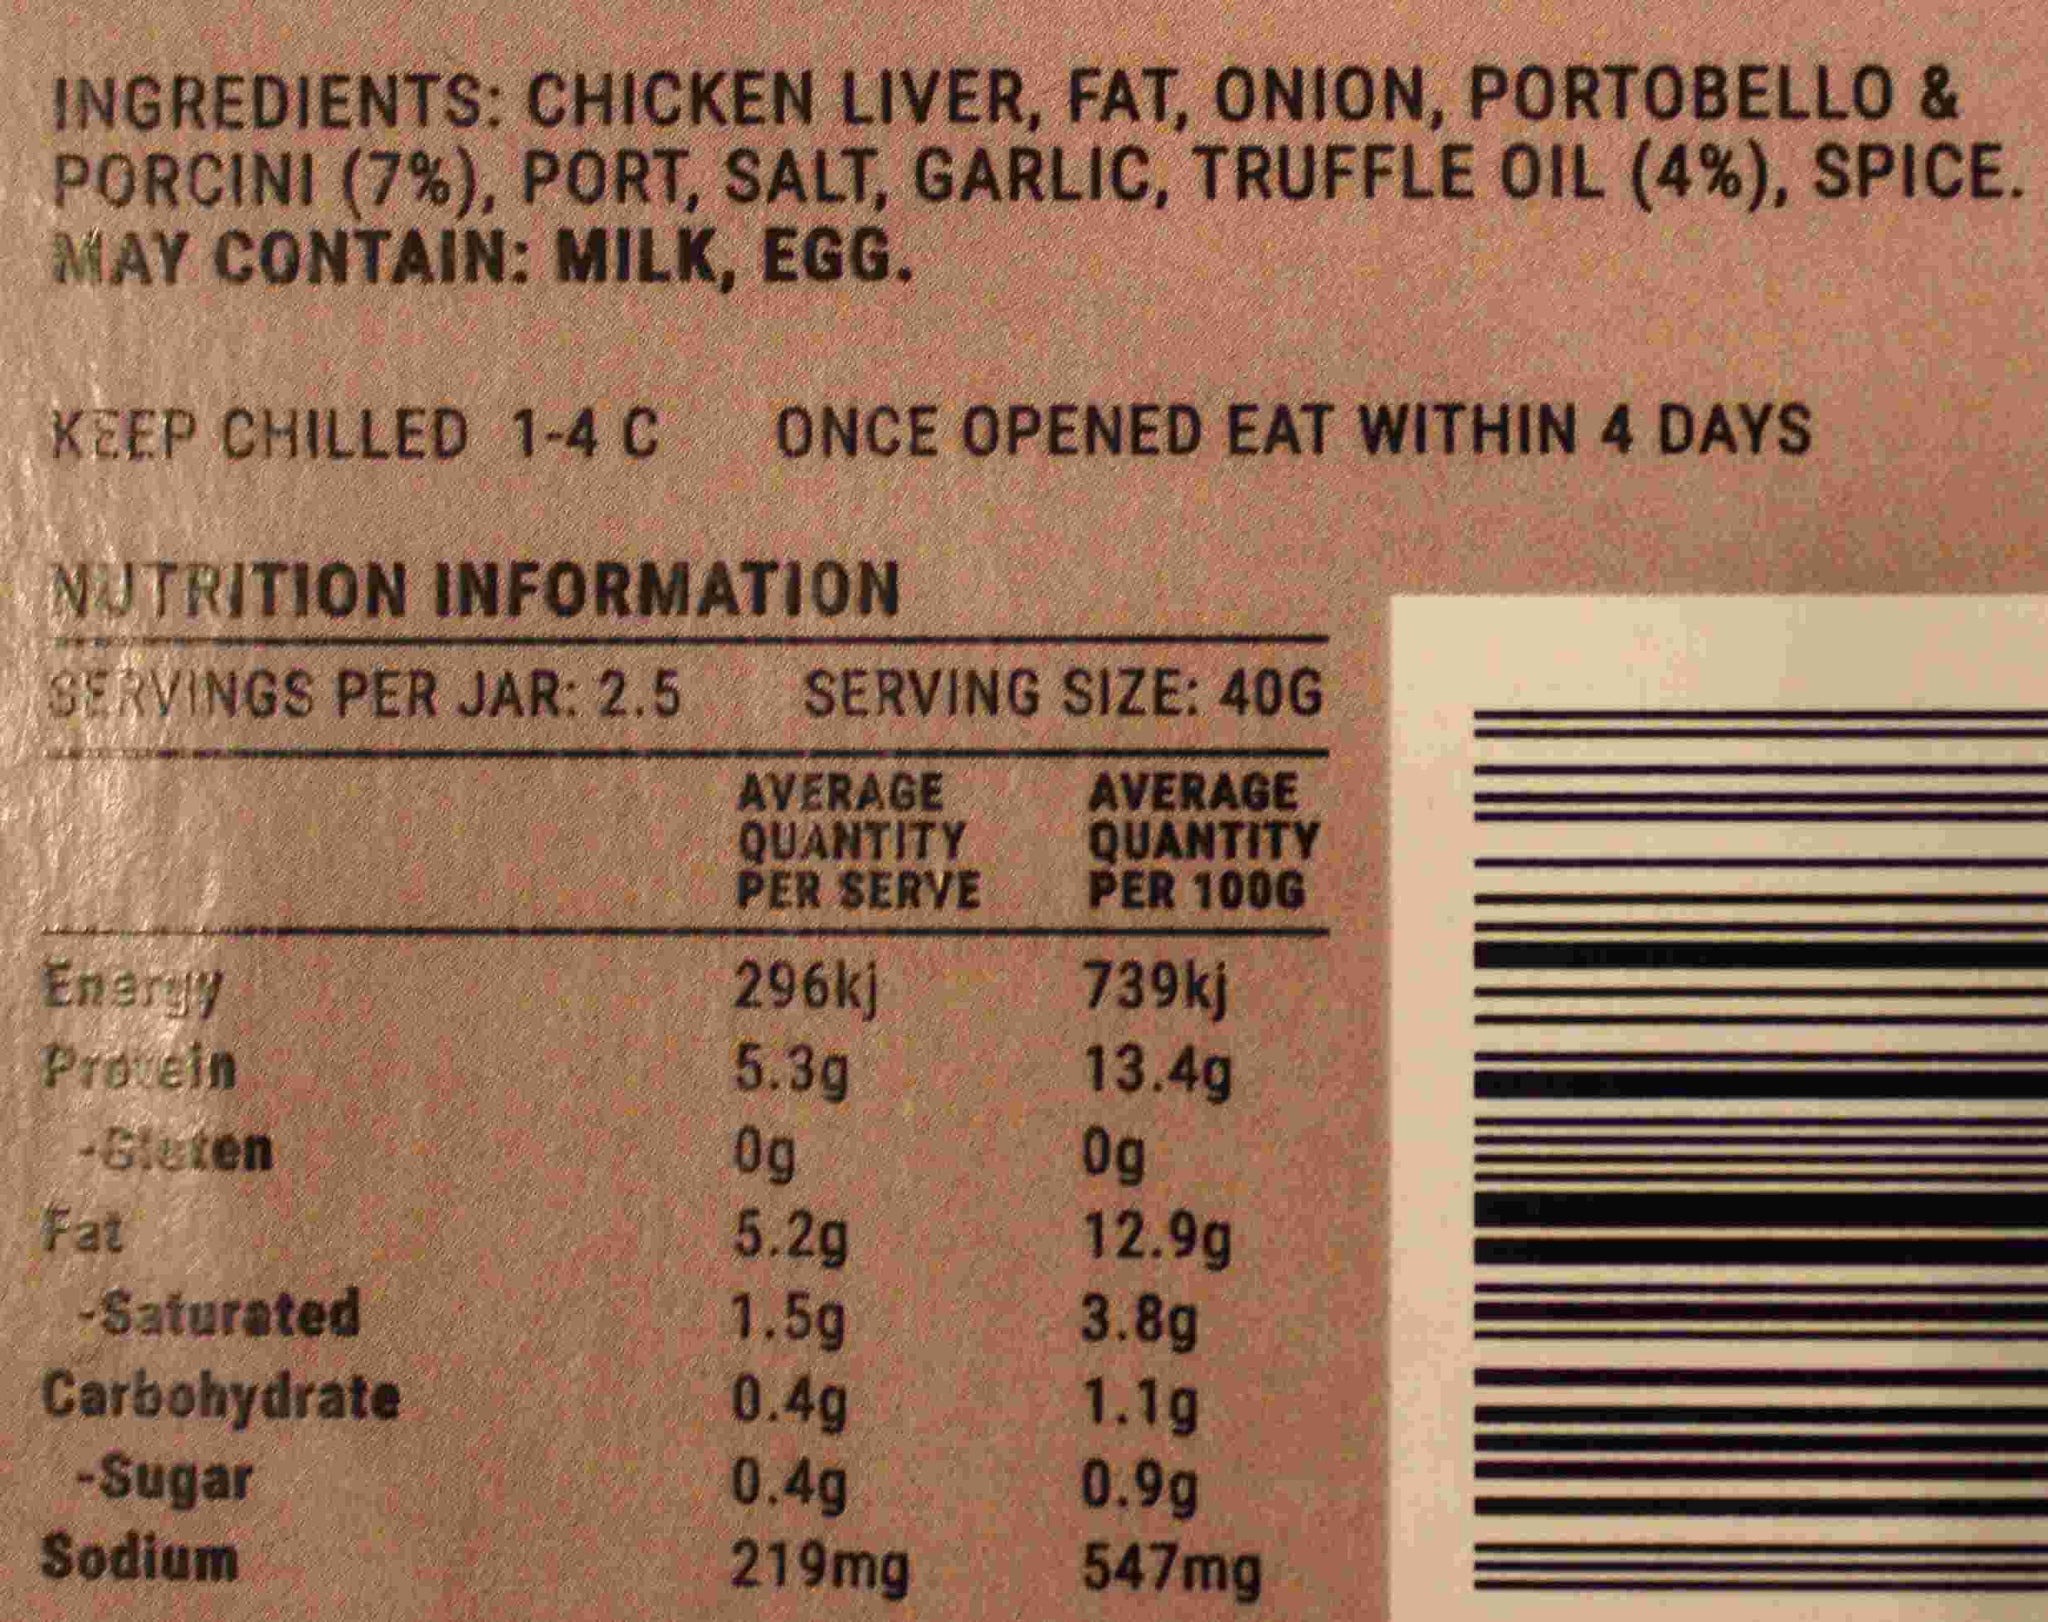 INGREDIENTS: CHICKEN LIVER, FAT, ONION, PORTOBELLO &
PORCINI (7%), PORT, SALT, GARLIC, TRUFFLE OIL (4%), SPICE.
MAY CONTAIN: MILK, EGG.
KEEP CHILLED 1-4 C ONCE OPENED EAT WITHIN 4 DAYS
NUTRITION INFORMATION
SERVINGS PER JAR: 2.5 SERVING SIZE: 40G
AVERAGE AVERAGE
QUANTITY QUANTITY
PER SERVE PER 100G
Energy 296kj 739kj
Protein 5.3g 13.4g
-Gluten 0g 0g
Fat 5.2g 12.9g
-Saturated 1.5g 3.8g
Carbohydrate 0.4g 1.1g
-Sugar 0.4g 0.9g
Sodium 219mg 547mg